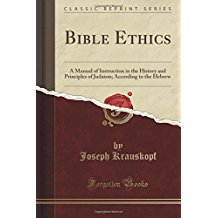 CLASSIC REPRINT SERIES
BIBLE ETHICS
A Manual of Instruction in the History and
Principles of Judaism; According to the Hebrew
by
Joseph Krauskopf
Forgotten Books